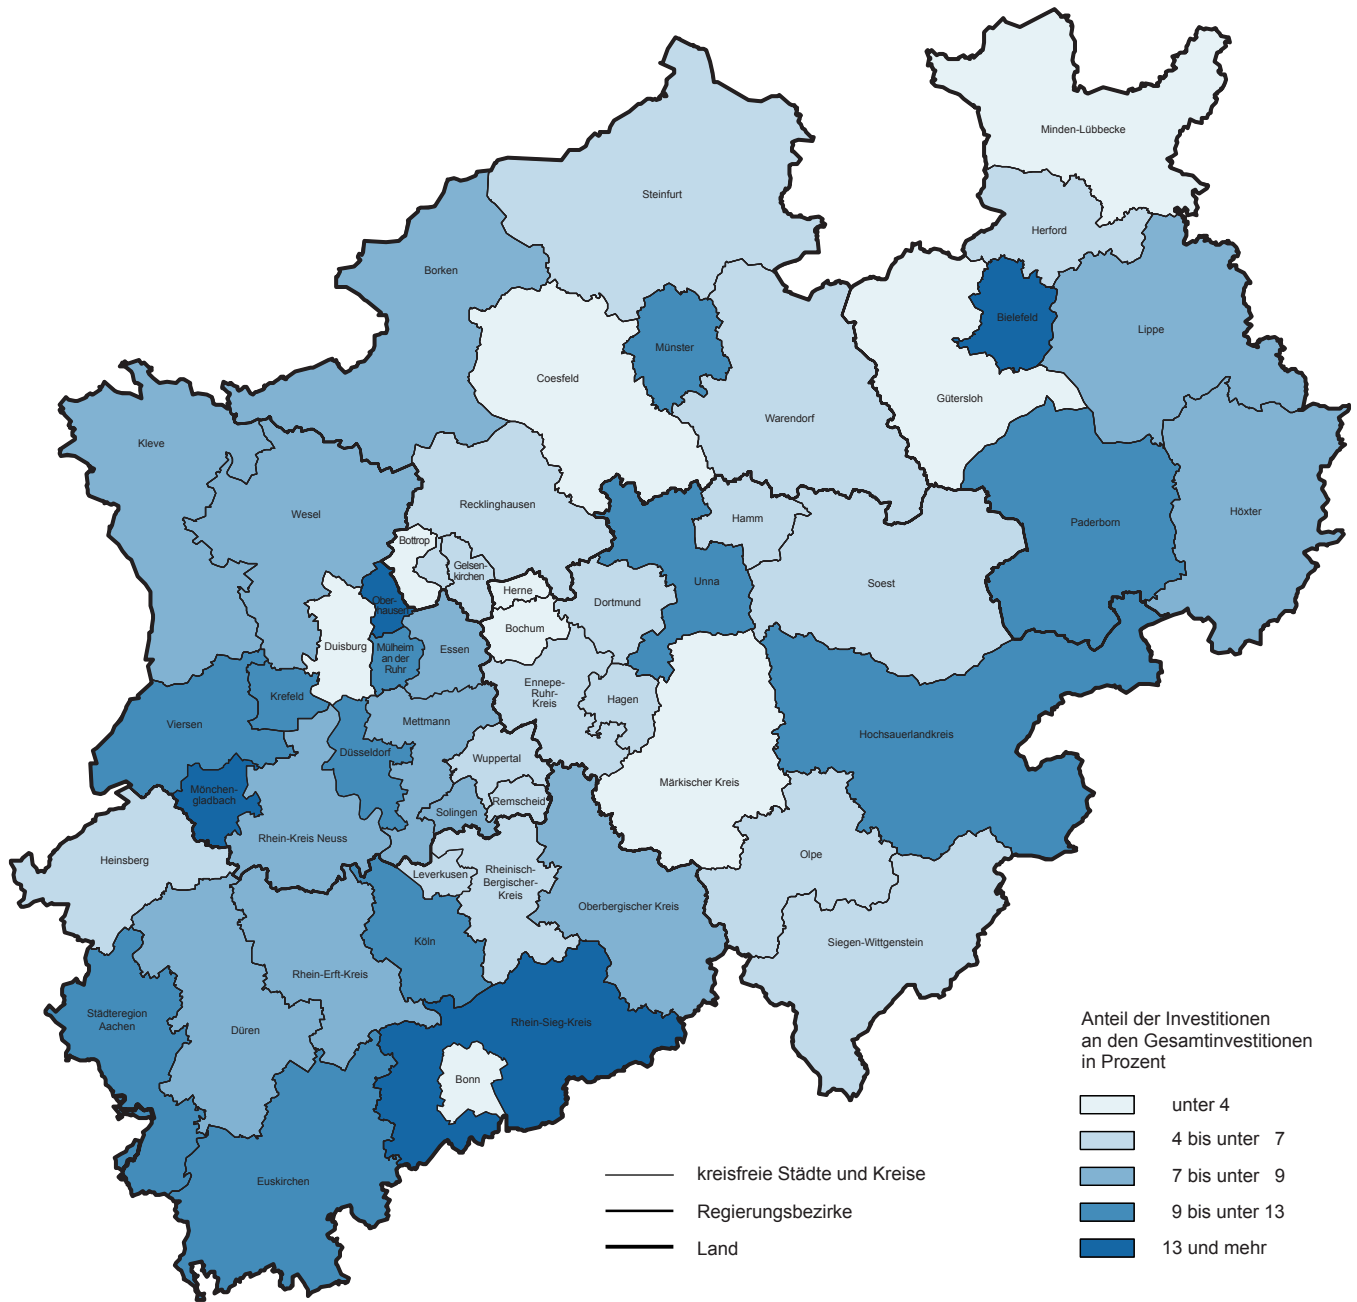 Minden-Lübbecke
Steinfurt
Herford
Borken
Bielefeld
Lippe
Münster
Coesfeld
Gütersloh
Warendorf
Kleve
Recklinghausen
Wesel
Hamm
Höxter
Paderborn
Bottrop
Gelsen-
kirchen
Unna
Soest
Herne
Ober-
hausen
Dortmund
Bochum
Duisburg
Mülheim
an der
Ruhr
Essen
Ennepe-
Ruhr-
Kreis
Hagen
Krefeld
Viersen
Mettmann
Hochsauerlandkreis
Düsseldorf
Wuppertal
Märkischer Kreis
Mönchen-
gladbach
Remscheid
Solingen
Rhein-Kreis Neuss
Heinsberg
Olpe
Leverkusen
Rheinisch-
Bergischer-
Kreis
Oberbergischer Kreis
Köln
Siegen-Wittgenstein
Rhein-Erft-Kreis
Städteregion
Aachen
Düren
Rhein-Sieg-Kreis
Bonn
Euskirchen
Anteil der Investitionen
an den Gesamtinvestitionen
in Prozent
unter 4
4 bis unter 7
7 bis unter 9
9 bis unter 13
13 und mehr
kreisfreie Städte und Kreise
Regierungsbezirke
Land